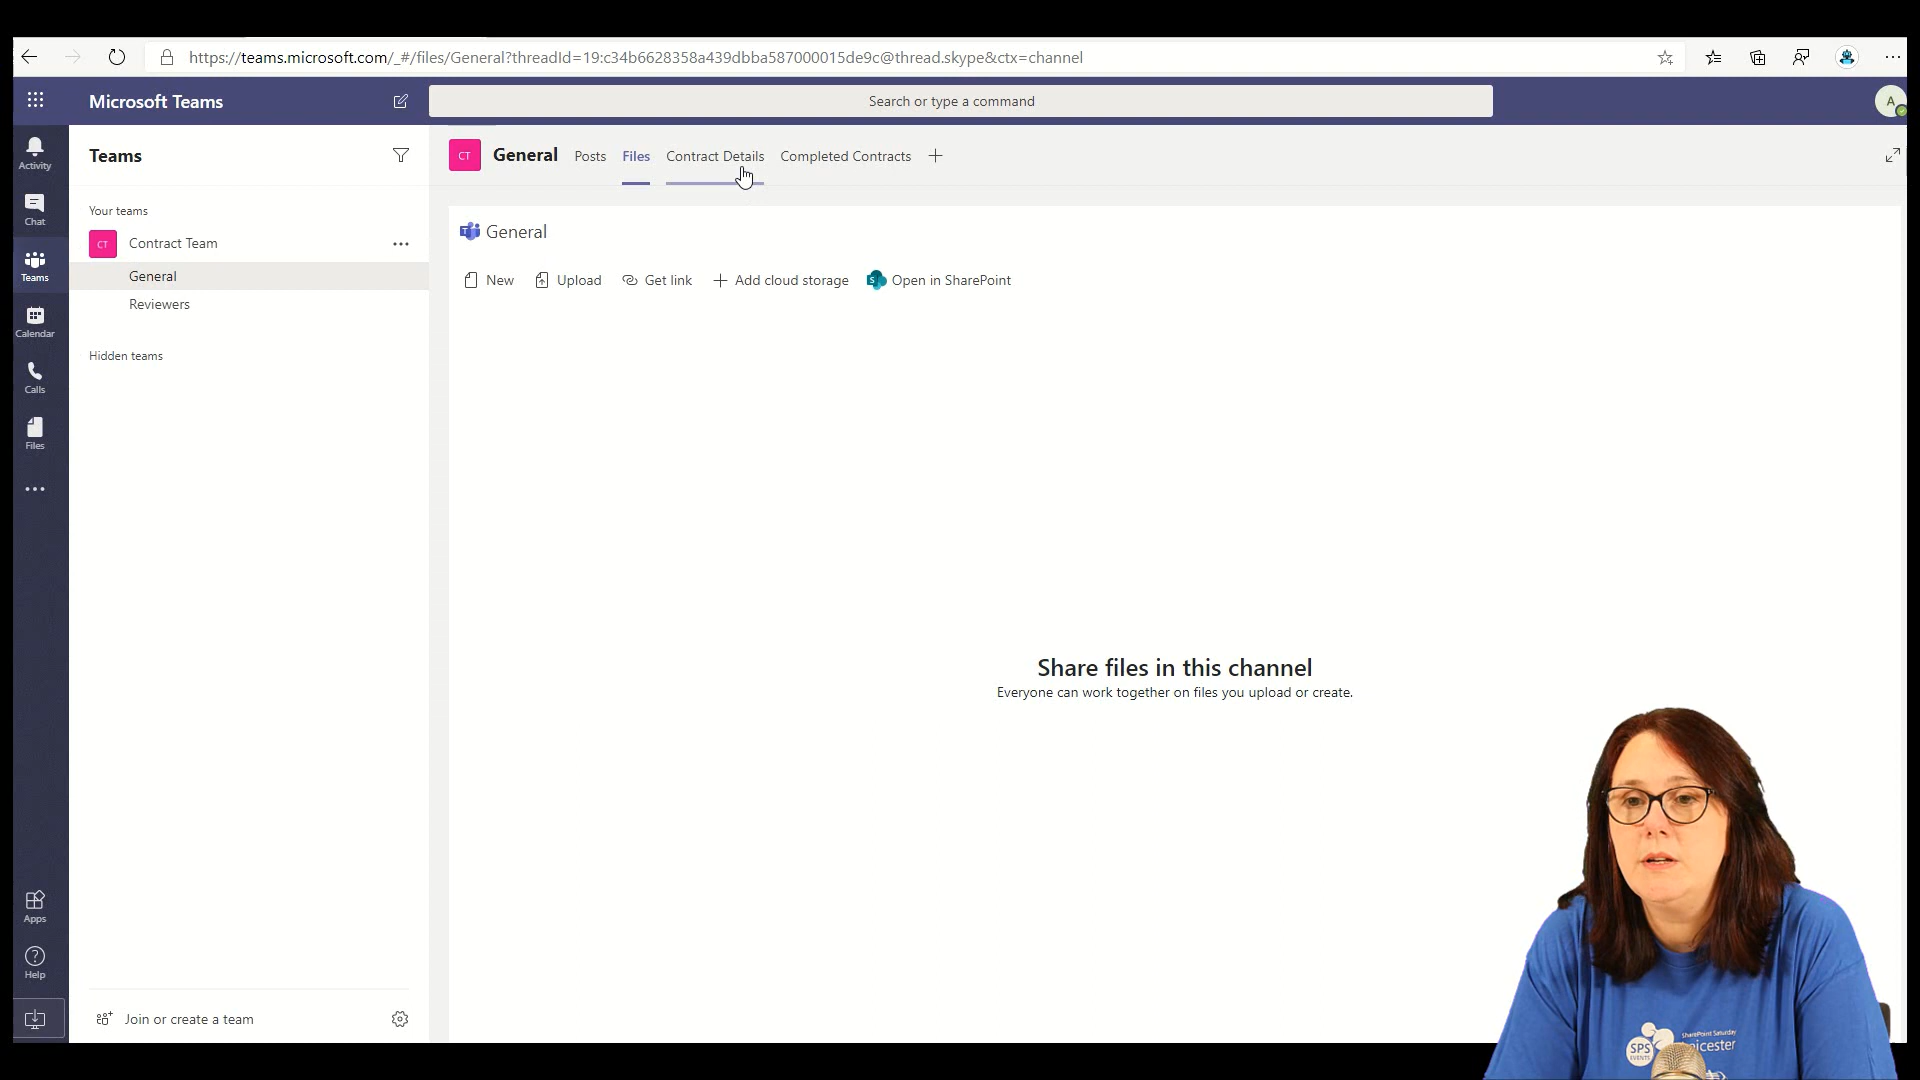 https://teams.microsoft.com/_#/files/General?threadId=19:c34b6628358a439dbba587000015de9c@thread.skype&ctx=channel
Microsoft Teams
Search or type a command
A
Activity
Chat
Teams
Calendar
Calls
Files
Apps
Help
Teams
Your teams
CT Contract Team
General
Reviewers
Hidden teams
Join or create a team
CT General Posts Files Contract Details Completed Contracts
General
New Upload Get link Add cloud storage Open in SharePoint
Share files in this channel
Everyone can work together on files you upload or create.
SharePoint Saturday
SPS
EVENTS
icester